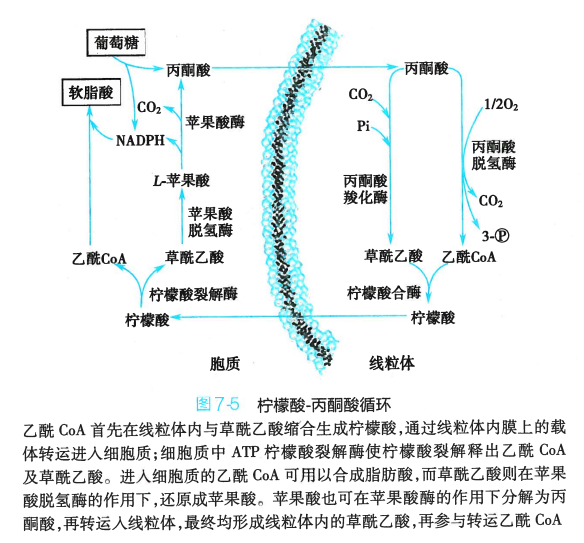 葡萄糖
丙酮酸
丙酮酸
软脂酸
CO₂
苹果酸酶
NADPH
CO₂
Pi
1/2O₂
丙酮酸
脱氢酶
L-苹果酸
丙酮酸
羧化酶
CO₂
苹果酸
脱氢酶
3-Ⓟ
乙酰CoA
草酰乙酸
草酰乙酸
乙酰CoA
柠檬酸裂解酶
柠檬酸合酶
柠檬酸
柠檬酸
胞质
线粒体
图7-5 柠檬酸-丙酮酸循环
乙酰 CoA 首先在线粒体内与草酰乙酸缩合生成柠檬酸,通过线粒体内膜上的载
体转运进入细胞质;细胞质中 ATP 柠檬酸裂解酶使柠檬酸裂解释出乙酰 CoA
及草酰乙酸。进入细胞质的乙酰 CoA 可用以合成脂肪酸,而草酰乙酸则在苹果
酸脱氢酶的作用下,还原成苹果酸。苹果酸也可在苹果酸酶的作用下分解为丙
酮酸,再转运入线粒体,最终均形成线粒体内的草酰乙酸,再参与转运乙酰 CoA